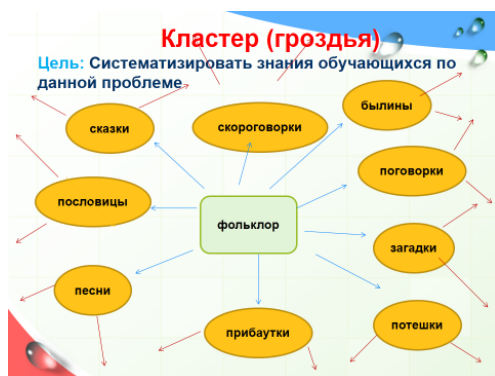 Кластер (гроздья)
Цель: Систематизировать знания обучающихся по
данной проблеме
былины
сказки
скороговорки
поговорки
пословицы
фольклор
загадки
песни
прибаутки
потешки